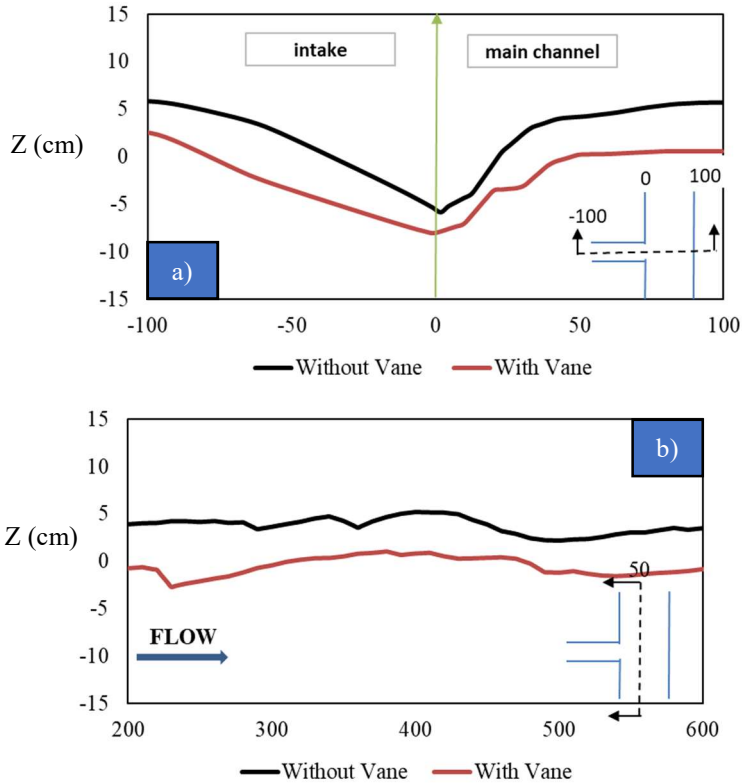 15
intake
main channel
10
5
Z (cm)
0
0
100
-5
-100
-10
a)
-15
-100
-50
0
50
100
Without Vane
With Vane
15
b)
10
5
Z (cm)
0
50
-5
FLOW
-10
-15
200
300
400
500
600
Without Vane
With Vane